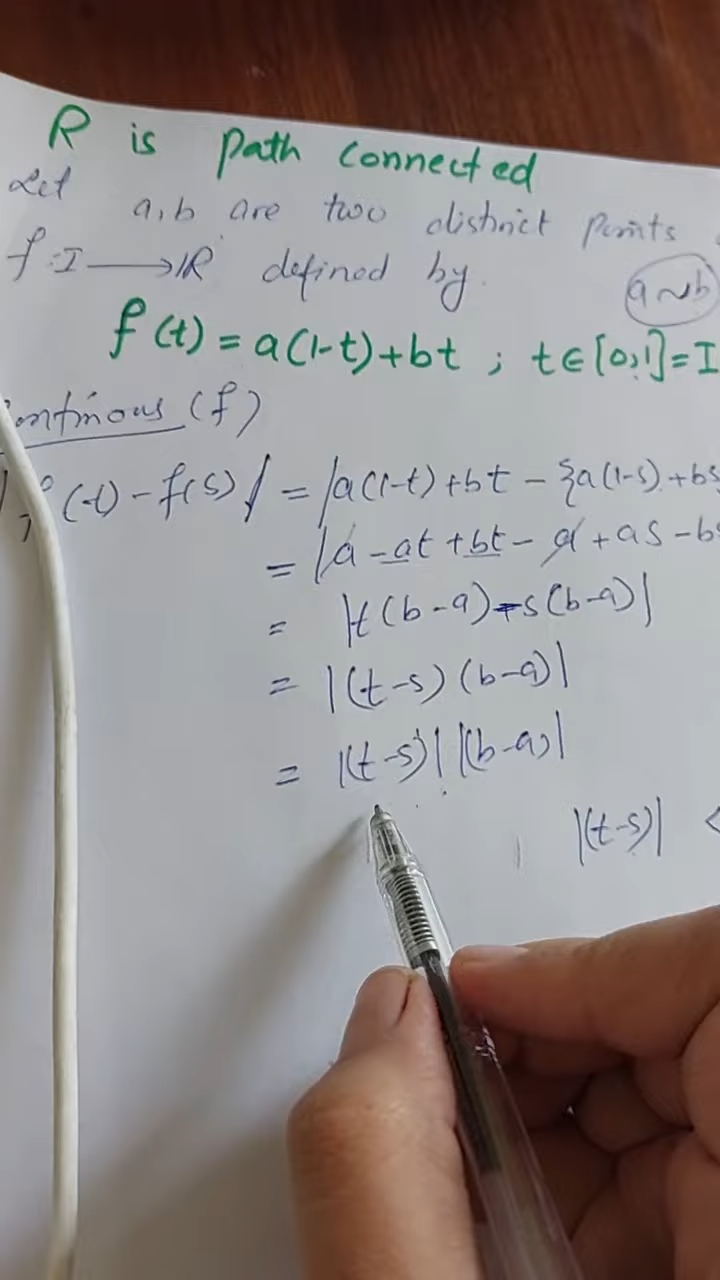 R is path connected
Let a,b are two distinct points
f:I⟶ℝ defined by.
a∼b
f(t) = a(1-t)+bt ; t∈[0,1]=I
ontinous (f)
|f(t)-f(s)| = |a(1-t)+bt - {a(1-s)+bs
= |a-at+bt-a+as-bs
= |t(b-a)-s(b-a)|
= |(t-s)(b-a)|
= |(t-s)||(b-a)|
|(t-s)| <